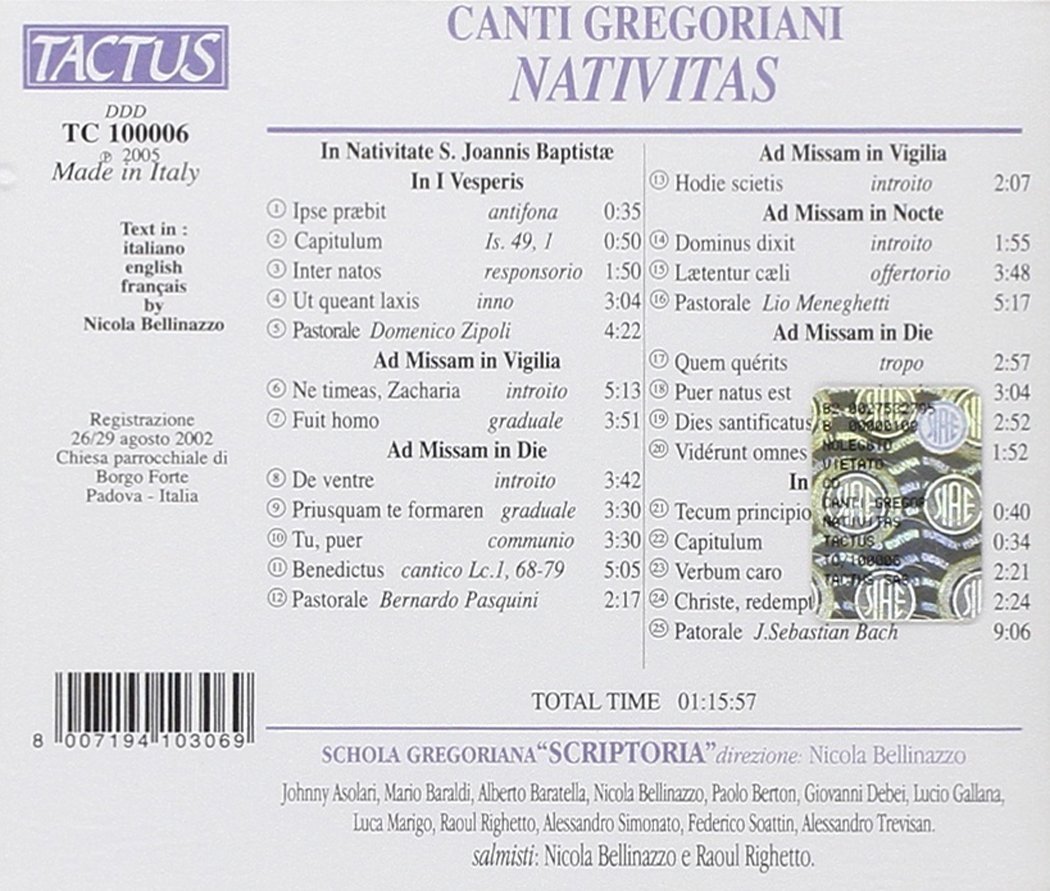 TACTUS
DDD
TC 100006
℗ 2005
Made in Italy
Text in :
italiano
english
français
by
Nicola Bellinazzo
Registrazione
26/29 agosto 2002
Chiesa parrocchiale di
Borgo Forte
Padova - Italia
CANTI GREGORIANI
NATIVITAS
In Nativitate S. Joannis Baptistæ
In I Vesperis
① Ipse præbit antifona 0:35
② Capitulum Is. 49, 1 0:50
③ Inter natos responsorio 1:50
④ Ut queant laxis inno 3:04
⑤ Pastorale Domenico Zipoli 4:22
Ad Missam in Vigilia
⑥ Ne timeas, Zacharia introito 5:13
⑦ Fuit homo graduale 3:51
Ad Missam in Die
⑧ De ventre introito 3:42
⑨ Priusquam te formaren graduale 3:30
⑩ Tu, puer communio 3:30
⑪ Benedictus cantico Lc.1, 68-79 5:05
⑫ Pastorale Bernardo Pasquini 2:17
Ad Missam in Vigilia
⑬ Hodie scietis introito 2:07
Ad Missam in Nocte
⑭ Dominus dixit introito 1:55
⑮ Lætentur cæli offertorio 3:48
⑯ Pastorale Lio Meneghetti 5:17
Ad Missam in Die
⑰ Quem quérits tropo 2:57
⑱ Puer natus est 3:04
⑲ Dies santificatus 2:52
⑳ Vidérunt omnes 1:52
In
㉑ Tecum principio 0:40
㉒ Capitulum 0:34
㉓ Verbum caro 2:21
㉔ Christe, redempt 2:24
㉕ Patorale J.Sebastian Bach 9:06
NOLEGGIO
VIETATO
CD
CANTI GREGOR
NATIVITAS
TACTUS
TC/100006
TACTUS SAS
SIAE
TOTAL TIME 01:15:57
8 007194 103069
SCHOLA GREGORIANA "SCRIPTORIA" direzione: Nicola Bellinazzo
Johnny Asolari, Mario Baraldi, Alberto Baratella, Nicola Bellinazzo, Paolo Berton, Giovanni Debei, Lucio Gallana,
Luca Marigo, Raoul Righetto, Alessandro Simonato, Federico Soattin, Alessandro Trevisan.
salmisti: Nicola Bellinazzo e Raoul Righetto.